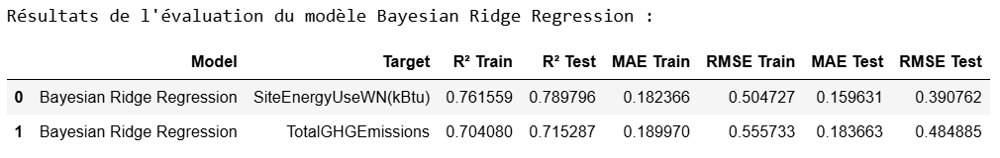 Résultats de l'évaluation du modèle Bayesian Ridge Regression :
Model Target R² Train R² Test MAE Train RMSE Train MAE Test RMSE Test
0 Bayesian Ridge Regression SiteEnergyUseWN(kBtu) 0.761559 0.789796 0.182366 0.504727 0.159631 0.390762
1 Bayesian Ridge Regression TotalGHGEmissions 0.704080 0.715287 0.189970 0.555733 0.183663 0.484885